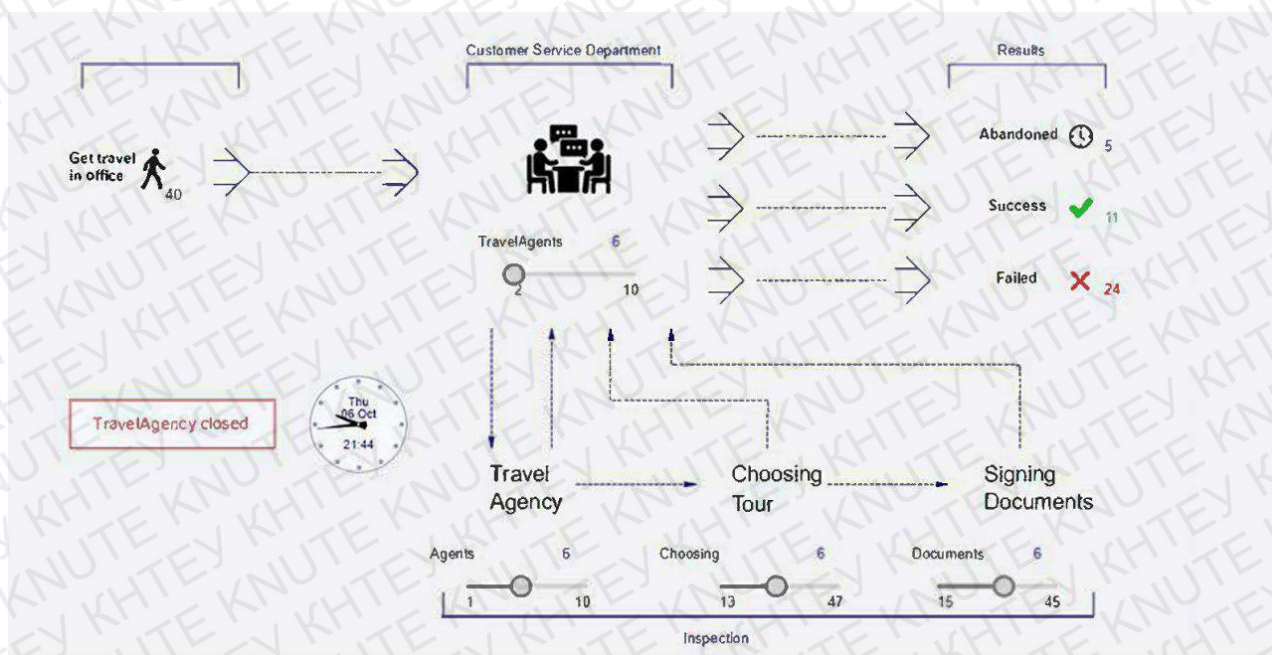 Customer Service Department
Results
Get travel
in office
40
Abandoned
5
Success
11
Failed
24
TravelAgents 6
2 10
TravelAgency closed
Thu
06 Oct
21:44
Travel
Agency
Choosing
Tour
Signing
Documents
Agents 6
1 10
Choosing 6
13 47
Documents 6
15 45
Inspection
KHTEY KNUTE